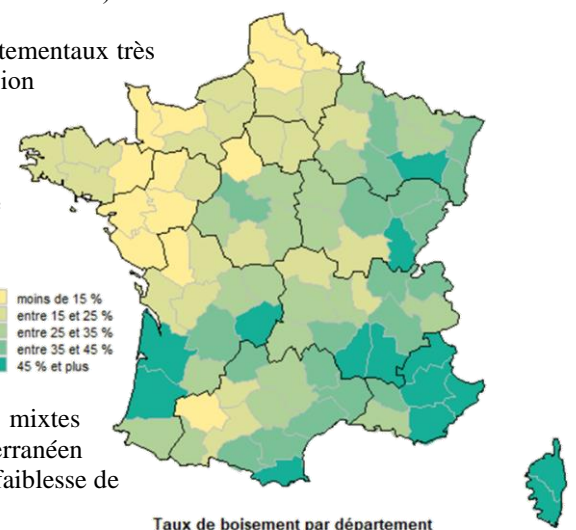 tementaux très
ion
moins de 15 %
entre 15 et 25 %
entre 25 et 35 %
entre 35 et 45 %
45 % et plus
mixtes
erranéen
faiblesse de
Taux de boisement par département